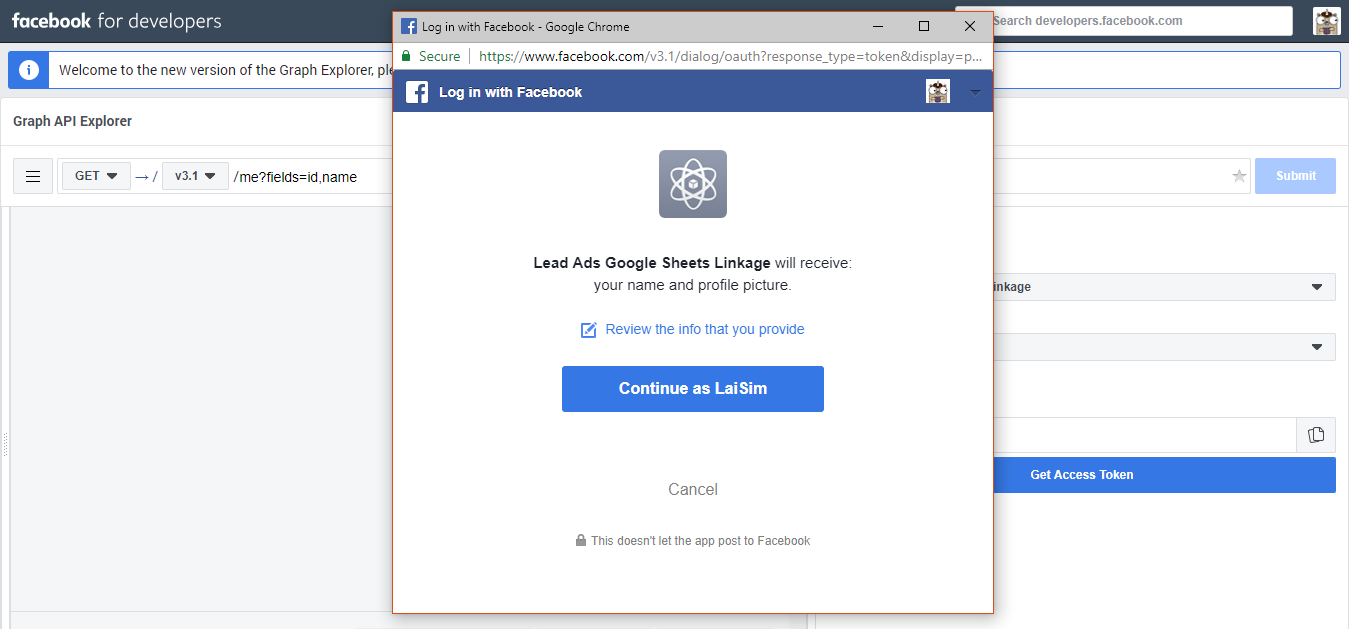 facebook for developers
Log in with Facebook - Google Chrome
Search developers.facebook.com
Secure
https://www.facebook.com/v3.1/dialog/oauth?response_type=token&display=p...
Welcome to the new version of the Graph Explorer, ple
Log in with Facebook
Graph API Explorer
GET
→ /
v3.1
/me?fields=id,name
Submit
Lead Ads Google Sheets Linkage will receive:
your name and profile picture.
inkage
Review the info that you provide
Continue as LaiSim
Get Access Token
Cancel
This doesn't let the app post to Facebook